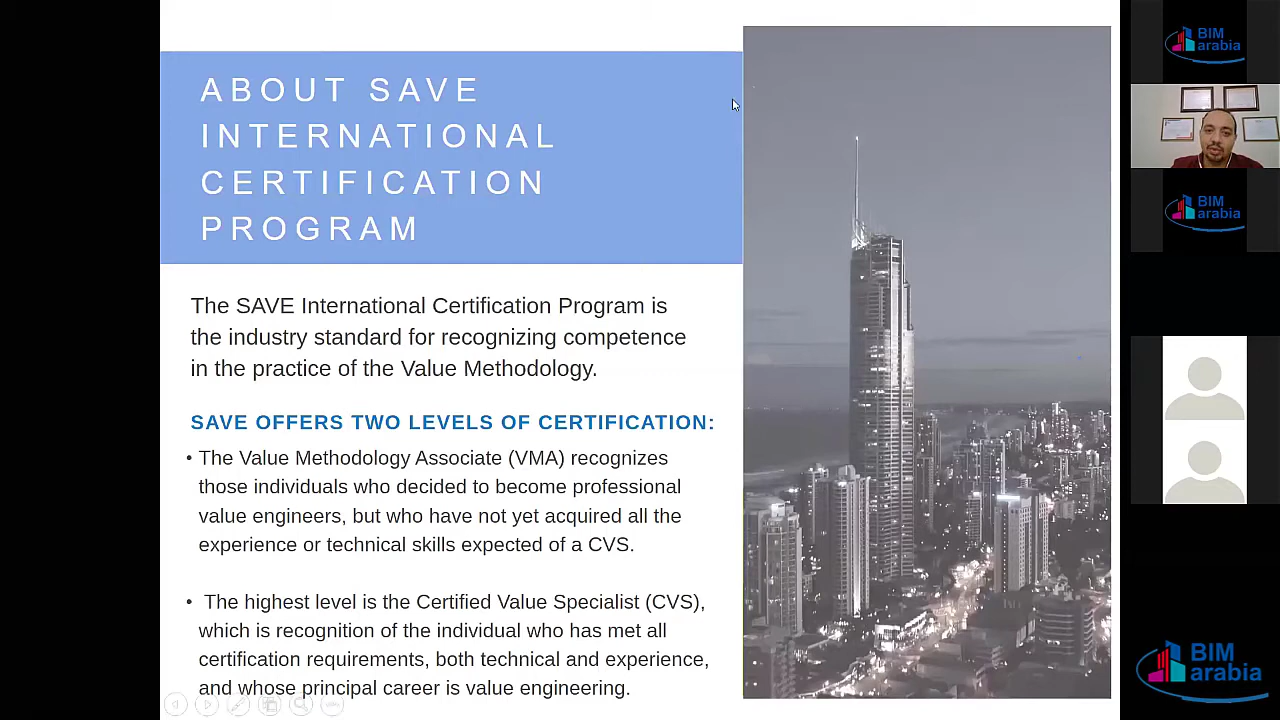 ABOUT SAVE
INTERNATIONAL
CERTIFICATION
PROGRAM
The SAVE International Certification Program is
the industry standard for recognizing competence
in the practice of the Value Methodology.
SAVE OFFERS TWO LEVELS OF CERTIFICATION:
• The Value Methodology Associate (VMA) recognizes
those individuals who decided to become professional
value engineers, but who have not yet acquired all the
experience or technical skills expected of a CVS.
• The highest level is the Certified Value Specialist (CVS),
which is recognition of the individual who has met all
certification requirements, both technical and experience,
and whose principal career is value engineering.
BIM
arabia
BIM
arabia
BIM
arabia